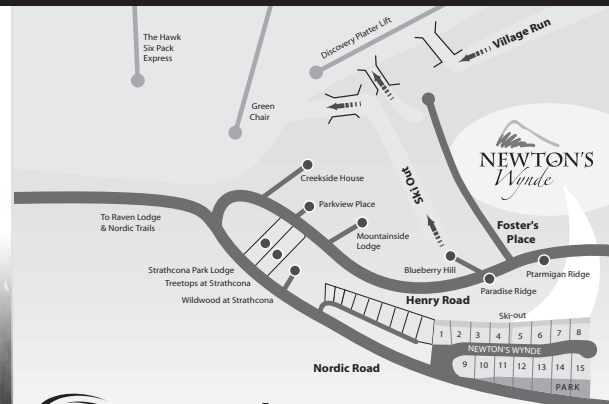 The Hawk
Six Pack
Express
Discovery Platter Lift
Village Run
Green
Chair
NEWTON'S
Wynde
Creekside House
Ski Out
Parkview Place
To Raven Lodge
& Nordic Trails
Mountainside
Lodge
Foster's
Place
Strathcona Park Lodge
Treetops at Strathcona
Wildwood at Strathcona
Blueberry Hill
Ptarmigan Ridge
Paradise Ridge
Henry Road
Ski-out
1 2 3 4 5 6 7 8
NEWTON'S WYNDE
9 10 11 12 13 14 15
Nordic Road
PARK